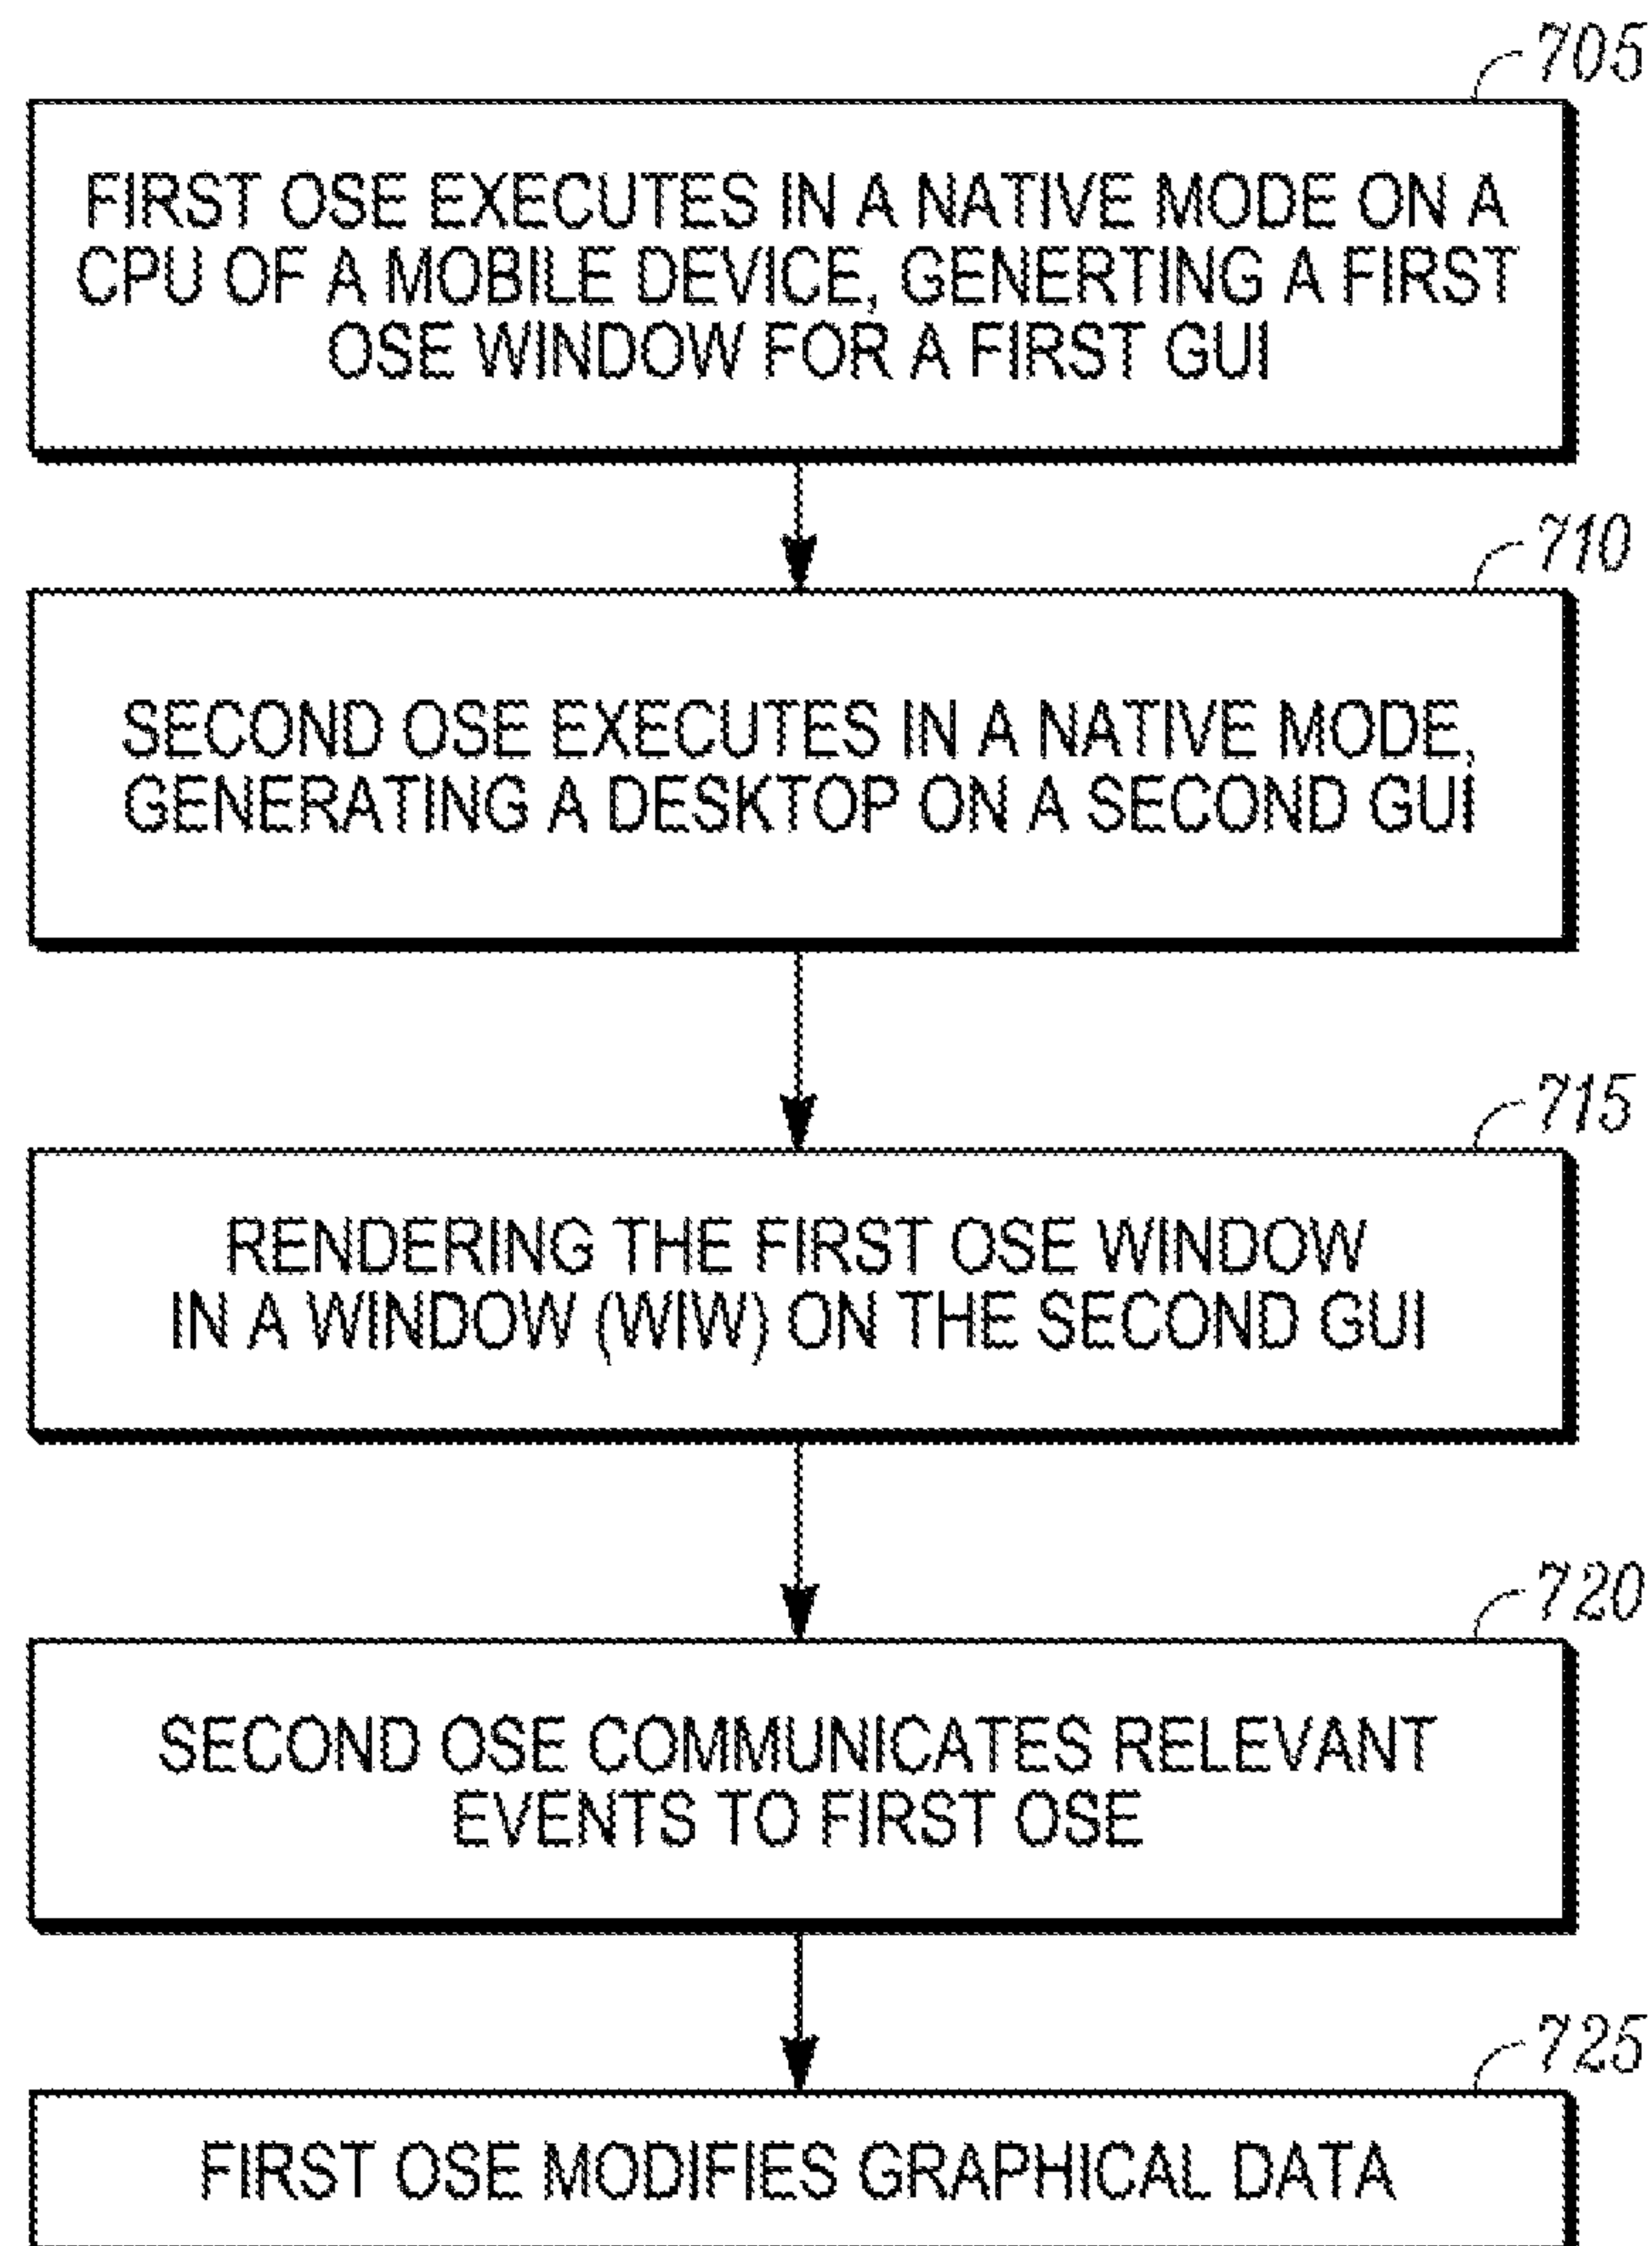 705
FIRST OSE EXECUTES IN A NATIVE MODE ON A
CPU OF A MOBILE DEVICE, GENERTING A FIRST
OSE WINDOW FOR A FIRST GUI
710
SECOND OSE EXECUTES IN A NATIVE MODE,
GENERATING A DESKTOP ON A SECOND GUI
715
RENDERING THE FIRST OSE WINDOW
IN A WINDOW (WIW) ON THE SECOND GUI
720
SECOND OSE COMMUNICATES RELEVANT
EVENTS TO FIRST OSE
725
FIRST OSE MODIFIES GRAPHICAL DATA